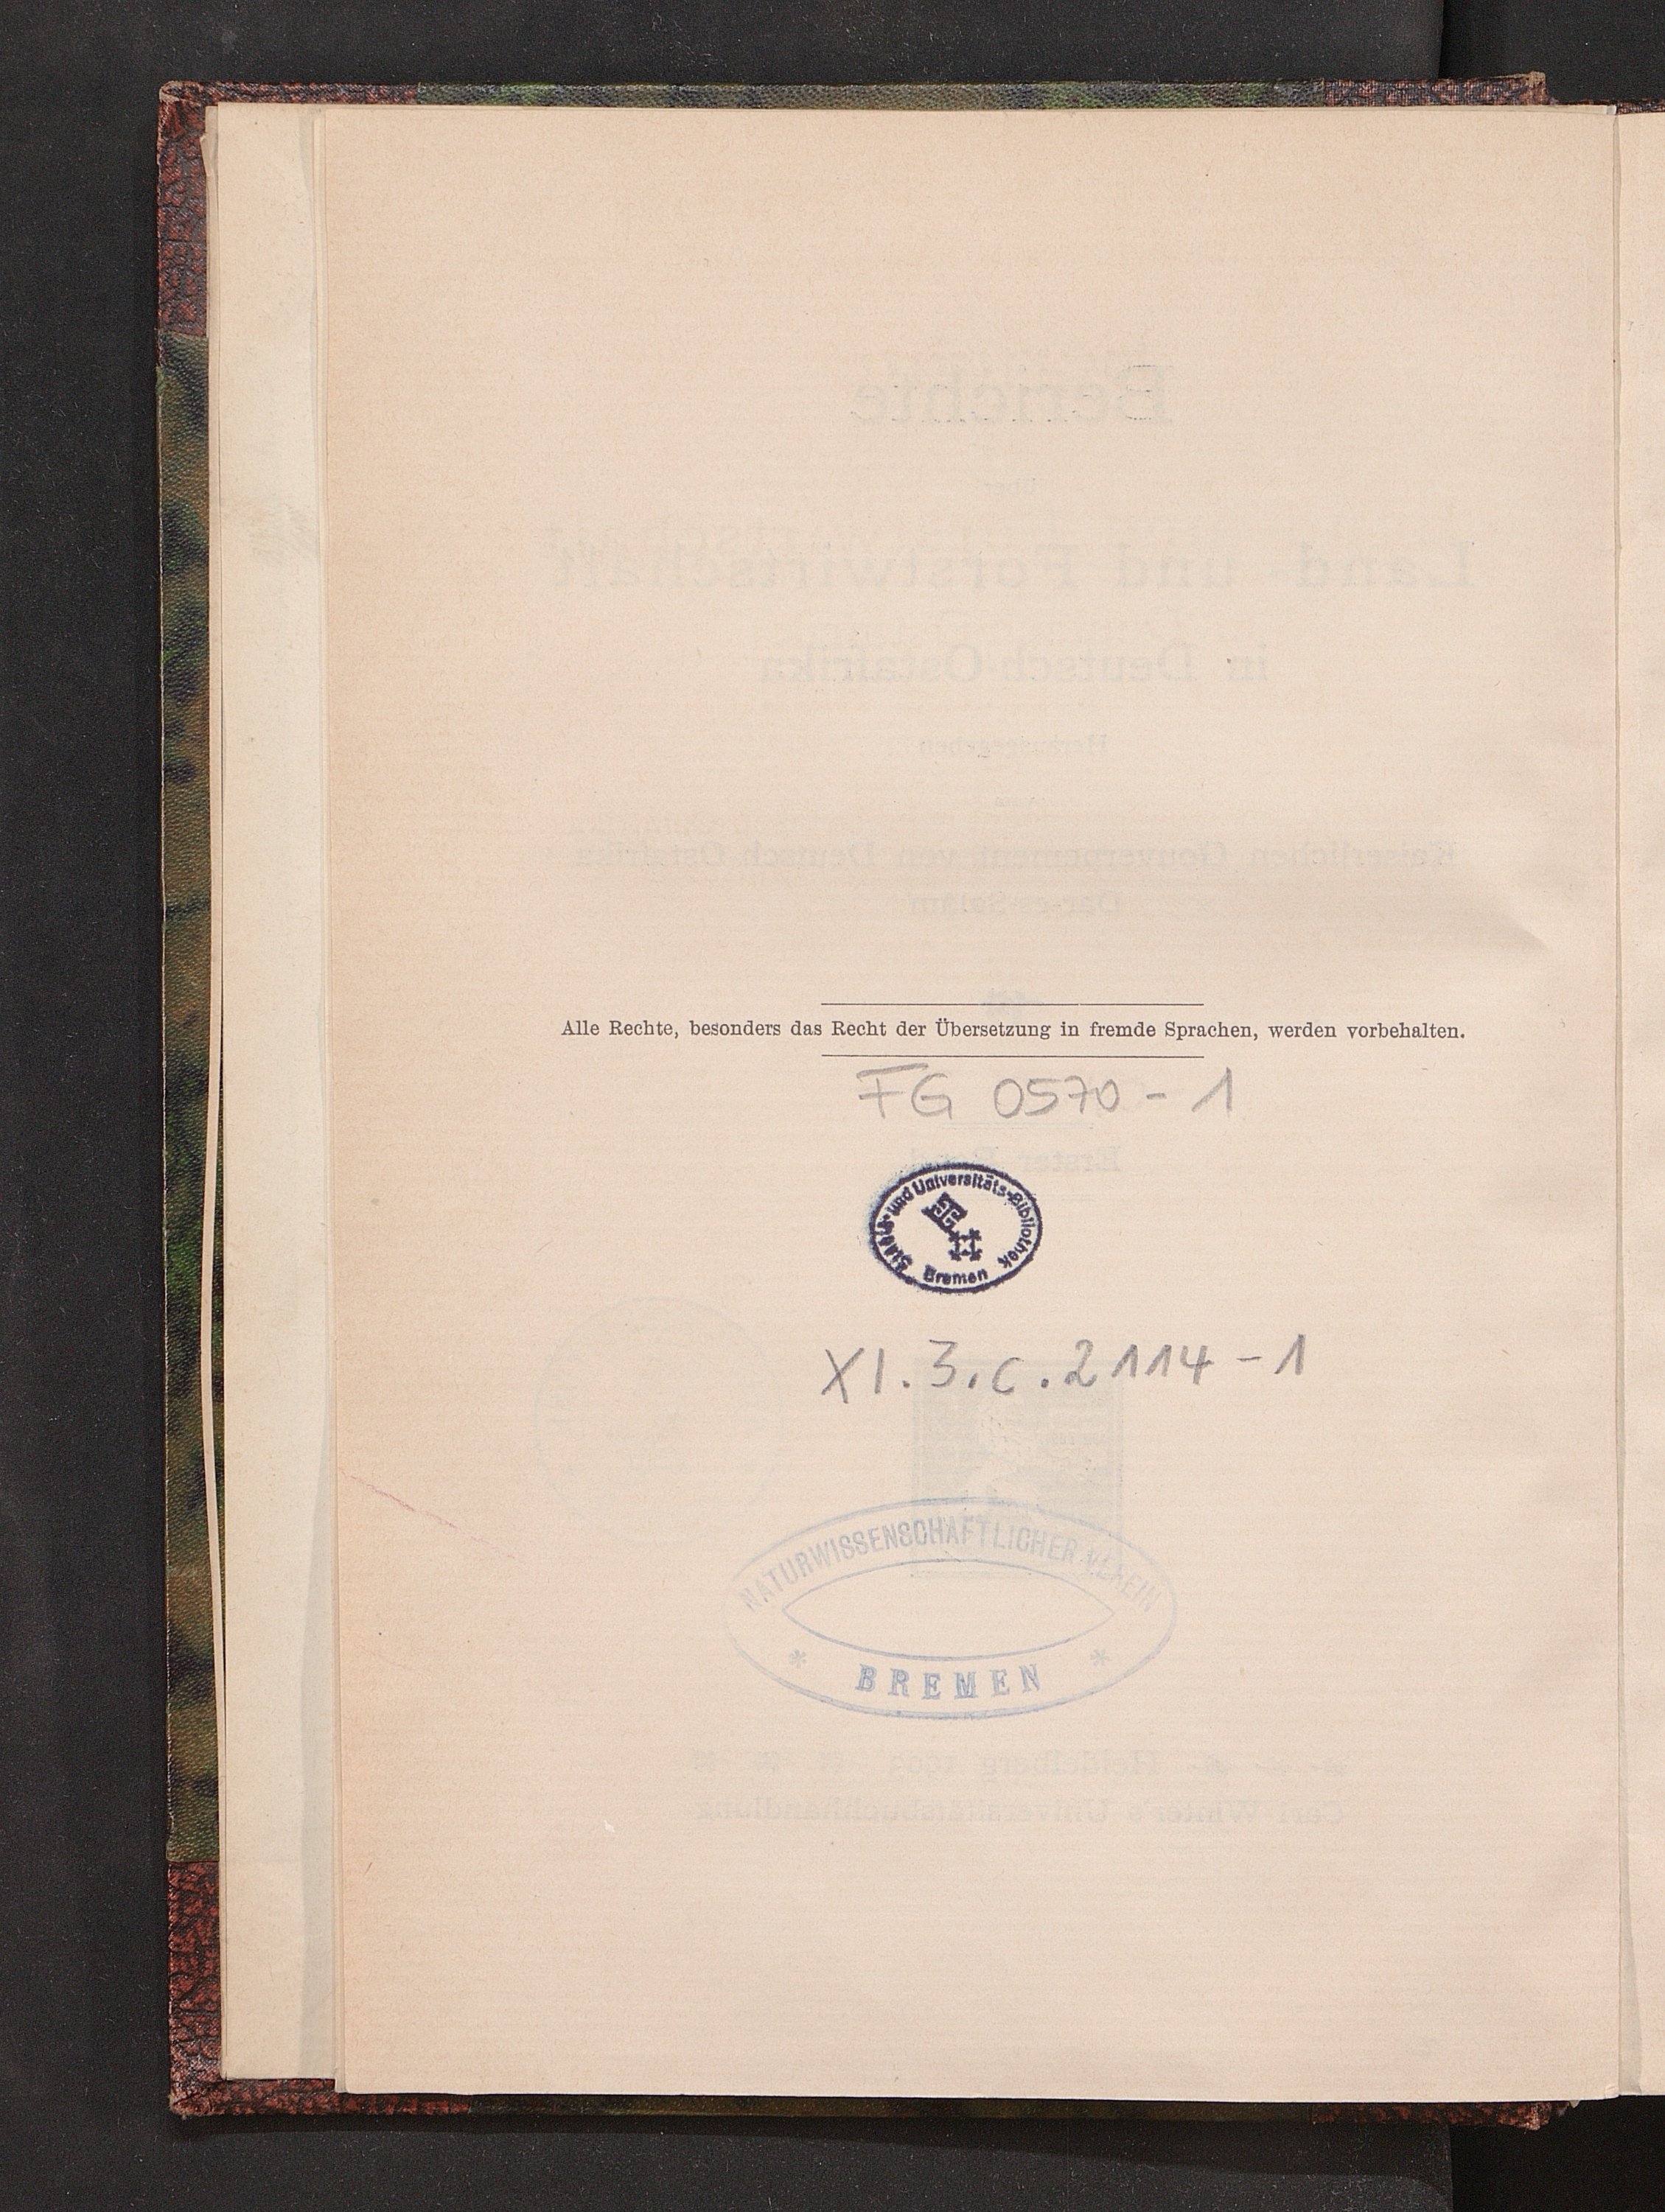 Alle Rechte, besonders das Recht der Übersetzung in fremde Sprachen, werden vorbehalten.
FG 0570 - 1
Staats- und Universitäts-Bibliothek
Bremen
XI. 3. c. 2114 - 1
NATURWISSENSCHAFTLICHER VEREIN
* BREMEN *